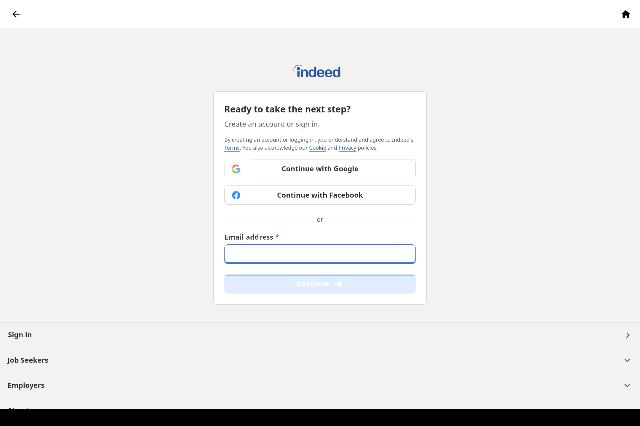 indeed
Ready to take the next step?
Create an account or sign in.
By creating an account or logging in, you understand and agree to Indeed's
Terms. You also acknowledge our Cookie and Privacy policies.
Continue with Google
Continue with Facebook
or
Email address *
Continue
Sign in
Job Seekers
Employers